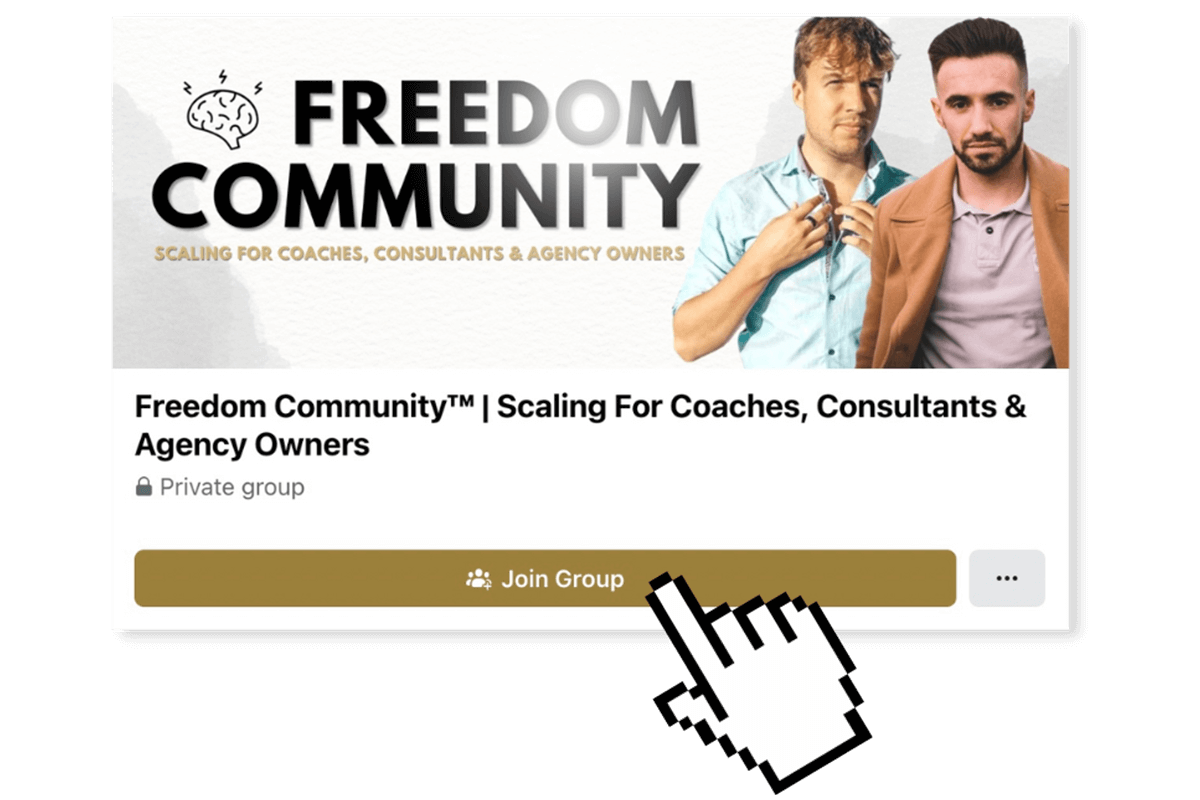 FREEDOM
COMMUNITY
SCALING FOR COACHES, CONSULTANTS & AGENCY OWNERS
Freedom Community™ | Scaling For Coaches, Consultants &
Agency Owners
Private group
Join Group